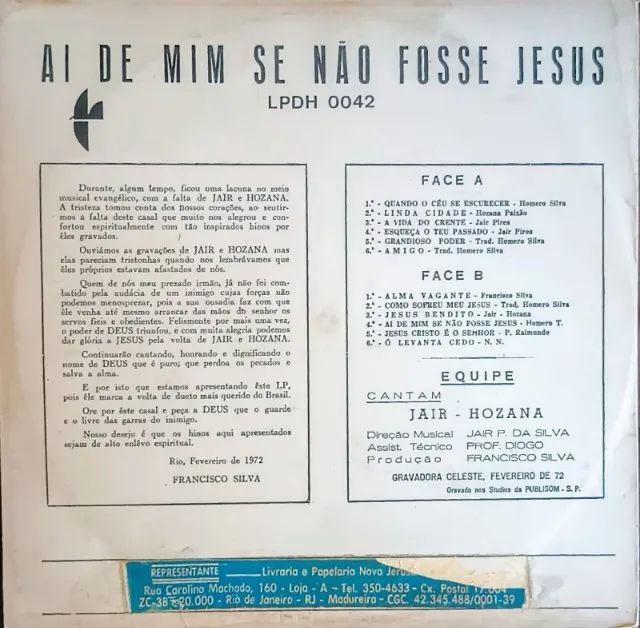 AI DE MIM SE NÃO FOSSE JESUS
LPDH 0042
Durante, algum tempo, ficou uma lacuna no meio
musical evangélico, com a falta de JAIR e HOZANA.
A tristeza tomou conta dos nossos corações, ao sentir-
mos a falta deste casal que muito nos alegrou e con-
fortou espiritualmente com tão inspirados hinos por
êles gravados.
Ouviámos as gravações de JAIR e HOZANA mas
elas pareciam tristonhas quando nos lembrávamos que
êles próprios estavam afastados de nós.
Quem de nós meu prezado irmão, já não foi com-
batido pela audácia de um inimigo cujas forças não
podemos menosprezar, pois a sua ousadia faz com que
êle venha até mesmo arrancar das mãos do senhor os
servos fieis e obedientes. Felismente por mais uma vez,
o poder de DEUS triunfou, e com muita alegria podemos
dar glória a JESUS pela volta de JAIR e HOZANA.
Continuarão cantando, honrando e dignificando o
nome de DEUS que é puro; que perdoa os pecados e
salva a alma.
E por isto que estamos apresentando êste LP,
pois êle marca a volta de dueto mais querido do Brasil.
Ore por êste casal e peça a DEUS que o guarde
e o livre das garras do inimigo.
Nosso desejo é que os hinos aqui apresentados
sejam de alto enlêvo espiritual.
Rio, Fevereiro de 1972
FRANCISCO SILVA
FACE A
1.ª - QUANDO O CÉU SE ESCURECER - Homero Silva
2.ª - LINDA CIDADE - Hozana Paixão
3.ª - A VIDA DO CRENTE - Jair Pires
4.ª - ESQUEÇA O TEU PASSADO - Jair Pires
5.ª - GRANDIOSO PODER - Trad. Homero Silva
6.ª - AMIGO - Trad. Homero Silva
FACE B
1.ª - ALMA VAGANTE - Francisco Silva
2.ª - COMO SOFREU MEU JESUS - Trad. Homero Silva
3.ª - JESUS BENDITO - Jair - Hozana
4.ª - AI DE MIM SE NÃO FOSSE JESUS - Homero T.
5.ª - JESUS CRISTO É O SENHOR - P. Raimundo
6.ª - Ô LEVANTA CEDO - N. N.
EQUIPE
CANTAM
JAIR - HOZANA
Direção Musical JAIR P. DA SILVA
Assist. Técnico PROF. DIOGO
Produção FRANCISCO SILVA
GRAVADORA CELESTE, FEVEREIRO DE 72
Gravado nos Studios da PUBLISOM - S.P.
REPRESENTANTE Livraria e Papelaria Nova
Rua Carolina Machado, 160 - Loja - A - Tel. 350-4633 - Cx. Postal
ZC-38-20.000 - Rio de Janeiro - RJ - Madureira - CGC. 42.345.488/0001-39